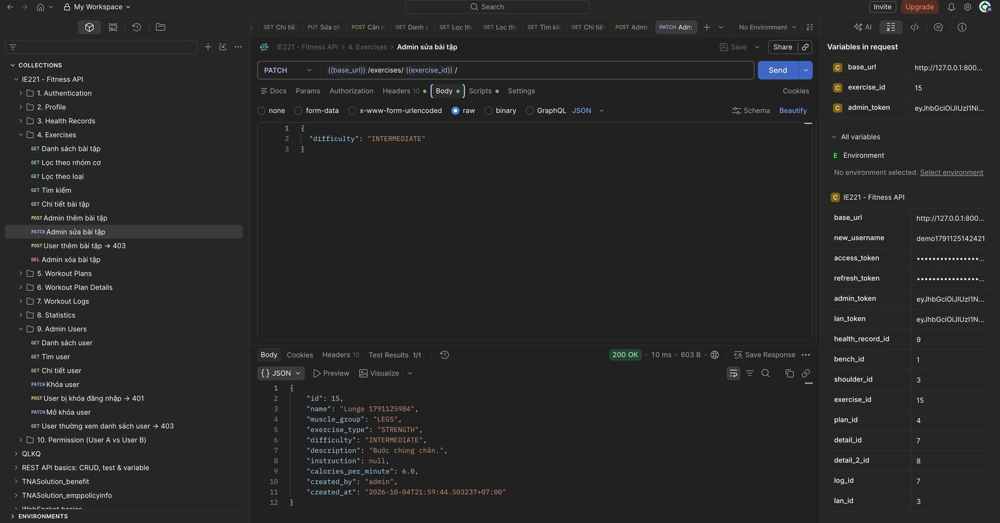 My Workspace
Search
Invite
Upgrade
GET Chi tiế
PUT Sửa ch
POST Cân n
GET Danh s
GET Lọc the
GET Lọc the
GET Tìm kiế
GET Chi tiế
POST Admi
PATCH Adm
No Environment
AI
COLLECTIONS
IE221 - Fitness API
1. Authentication
2. Profile
3. Health Records
4. Exercises
GET Danh sách bài tập
GET Lọc theo nhóm cơ
GET Lọc theo loại
GET Tìm kiếm
GET Chi tiết bài tập
POST Admin thêm bài tập
PATCH Admin sửa bài tập
POST User thêm bài tập → 403
DEL Admin xóa bài tập
5. Workout Plans
6. Workout Plan Details
7. Workout Logs
8. Statistics
9. Admin Users
GET Danh sách user
GET Tìm user
GET Chi tiết user
PATCH Khóa user
POST User bị khóa đăng nhập → 401
PATCH Mở khóa user
GET User thường xem danh sách user → 403
10. Permission (User A vs User B)
QLKQ
REST API basics: CRUD, test & variable
TNASolution_benefit
TNASolution_emppolicyinfo
WebSocket basics
ENVIRONMENTS
HTTP IE221 - Fitness API > 4. Exercises > Admin sửa bài tập
Save
Share
PATCH
{{base_url}} /exercises/ {{exercise_id}} /
Send
Docs
Params
Authorization
Headers 10
Body
Scripts
Settings
Cookies
none
form-data
x-www-form-urlencoded
raw
binary
GraphQL
JSON
Schema
Beautify
1 {
2 "difficulty": "INTERMEDIATE"
3 }
Body
Cookies
Headers 10
Test Results 1/1
200 OK • 10 ms • 603 B
e.g. Save Response
{} JSON
Preview
Visualize
1 {
2 "id": 15,
3 "name": "Lunge 1791125984",
4 "muscle_group": "LEGS",
5 "exercise_type": "STRENGTH",
6 "difficulty": "INTERMEDIATE",
7 "description": "Bước chùng chân.",
8 "instruction": null,
9 "calories_per_minute": 6.0,
10 "created_by": "admin",
11 "created_at": "2026-10-04T21:59:44.503237+07:00"
12 }
Variables in request
C base_url http://127.0.0.1:800...
C exercise_id 15
C admin_token eyJhbGciOiJIUzI1Ni...
All variables
E Environment
No environment selected. Select environment
C IE221 - Fitness API
base_url http://127.0.0.1:800...
new_username demo1791125142421
access_token ••••••••••••••••...
refresh_token ••••••••••••••••...
admin_token eyJhbGciOiJIUzI1N...
lan_token eyJhbGciOiJIUzI1N...
health_record_id 9
bench_id 1
shoulder_id 3
exercise_id 15
plan_id 4
detail_id 7
detail_2_id 8
log_id 7
lan_id 3